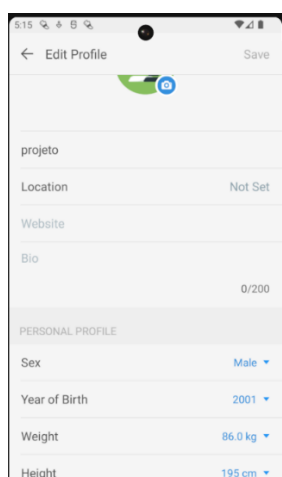 5:15
Edit Profile Save
projeto
Location Not Set
Website
Bio
0/200
PERSONAL PROFILE
Sex Male
Year of Birth 2001
Weight 86.0 kg
Height 195 cm